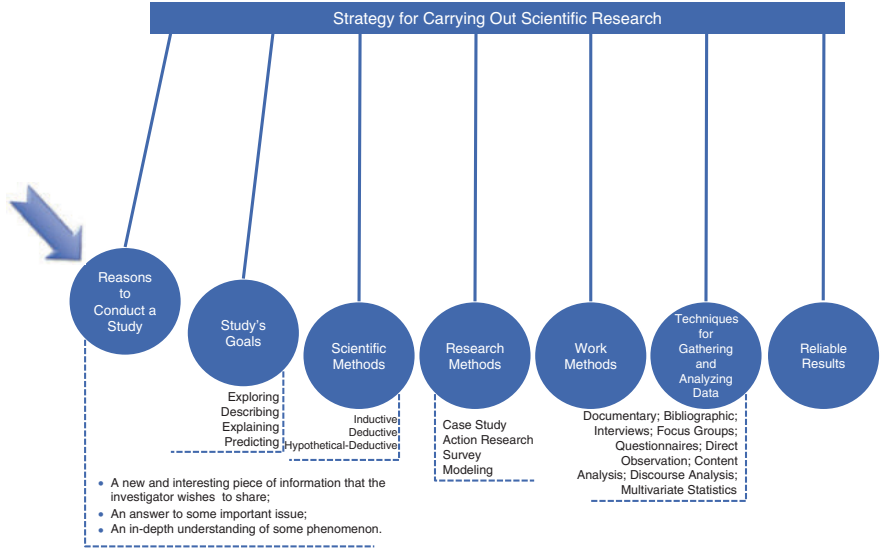 Strategy for Carrying Out Scientific Research
Reasons
to
Conduct a
Study
Study's
Goals
Scientific
Methods
Research
Methods
Work
Methods
Techniques
for
Gathering
and
Analyzing
Data
Reliable
Results
Exploring
Describing
Explaining
Predicting
Inductive
Deductive
Hypothetical-Deductive
Case Study
Action Research
Survey
Modeling
Documentary; Bibliographic;
Interviews; Focus Groups;
Questionnaires; Direct
Observation; Content
Analysis; Discourse Analysis;
Multivariate Statistics
• A new and interesting piece of information that the
investigator wishes to share;
• An answer to some important issue;
• An in-depth understanding of some phenomenon.